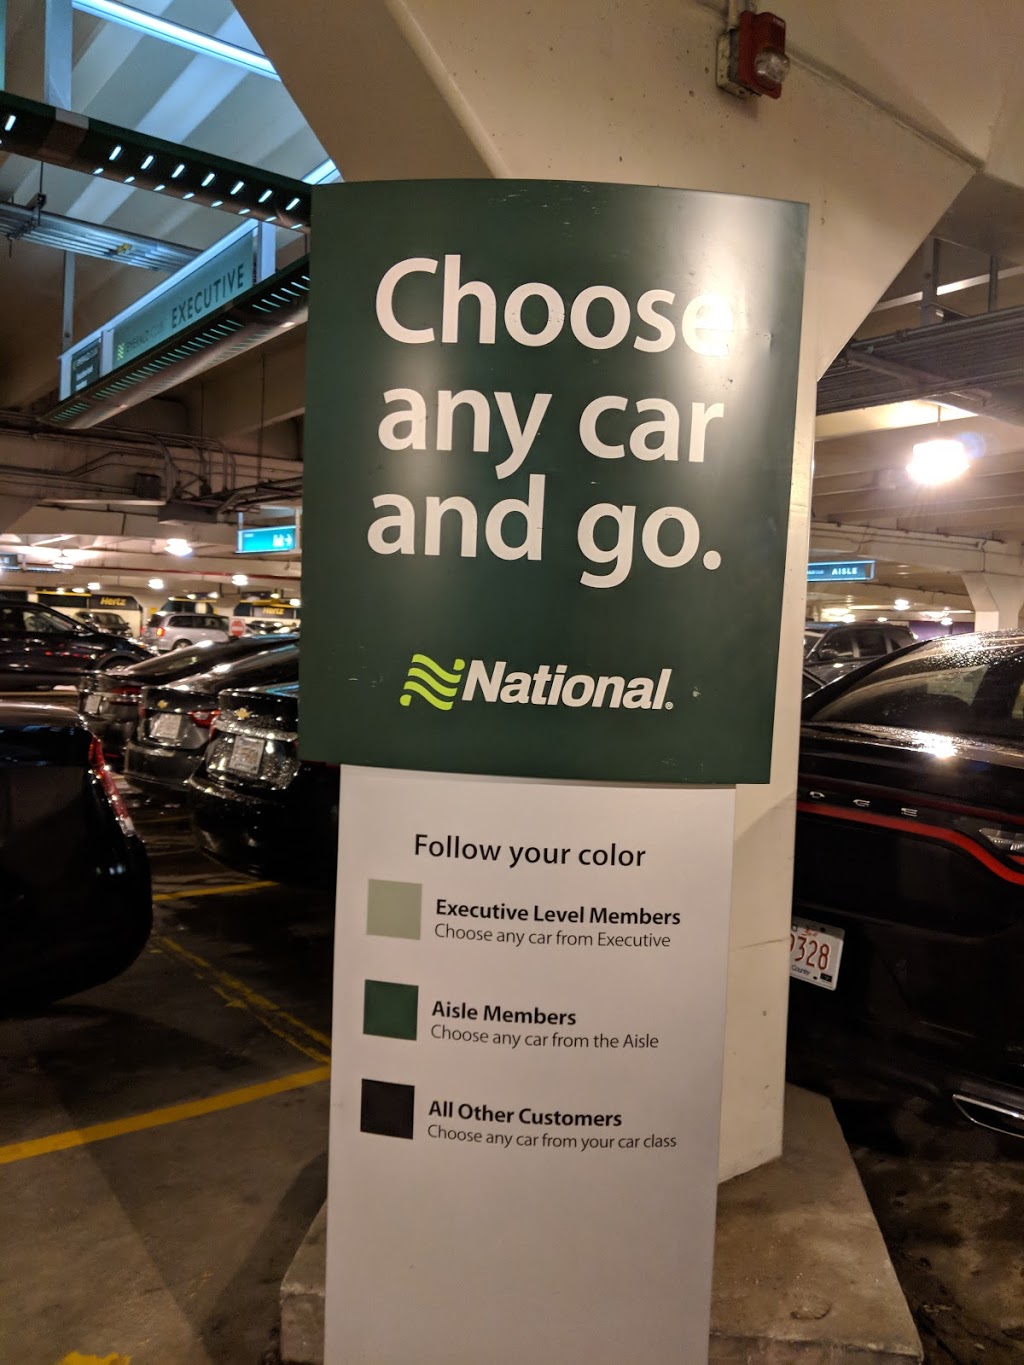 Choose
any car
and go.
National
Follow your color
Executive Level Members
Choose any car from Executive
Aisle Members
Choose any car from the Aisle
All Other Customers
Choose any car from your car class
EXECUTIVE
Hertz
Hertz
AISLE
328